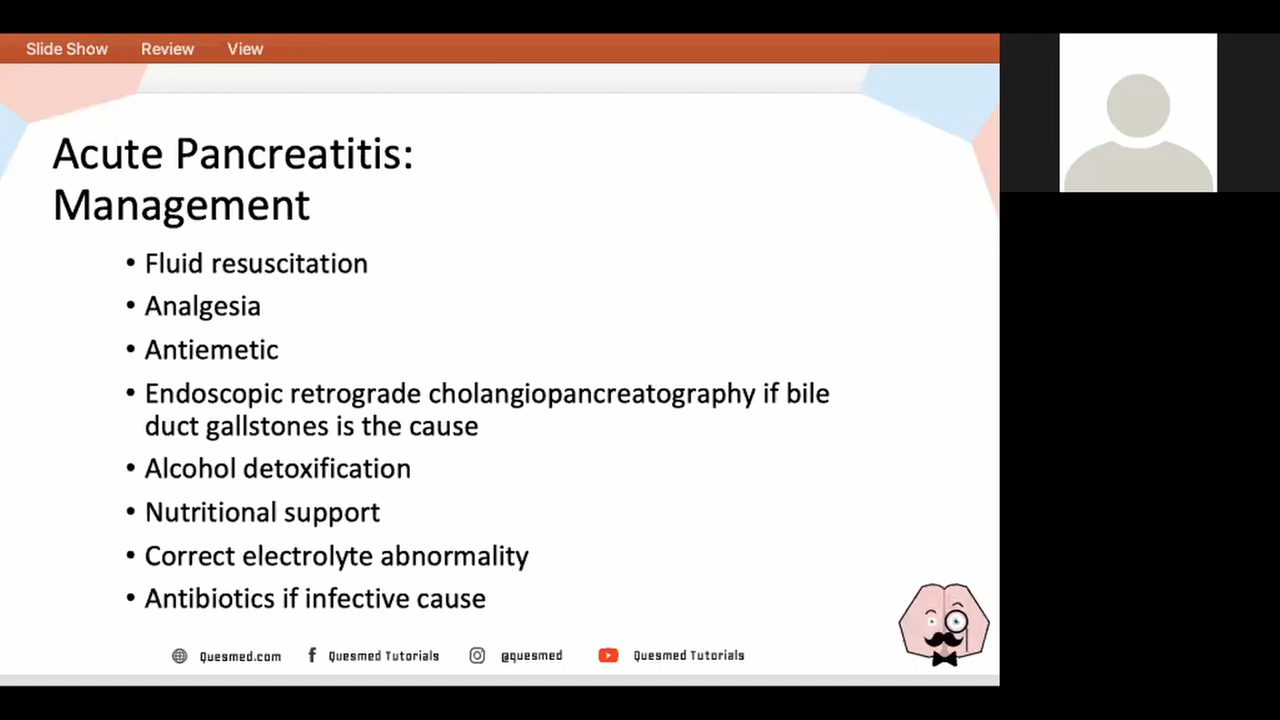 Slide Show Review View
Acute Pancreatitis:
Management
• Fluid resuscitation
• Analgesia
• Antiemetic
• Endoscopic retrograde cholangiopancreatography if bile
duct gallstones is the cause
• Alcohol detoxification
• Nutritional support
• Correct electrolyte abnormality
• Antibiotics if infective cause
Quesmed.com Quesmed Tutorials @quesmed Quesmed Tutorials